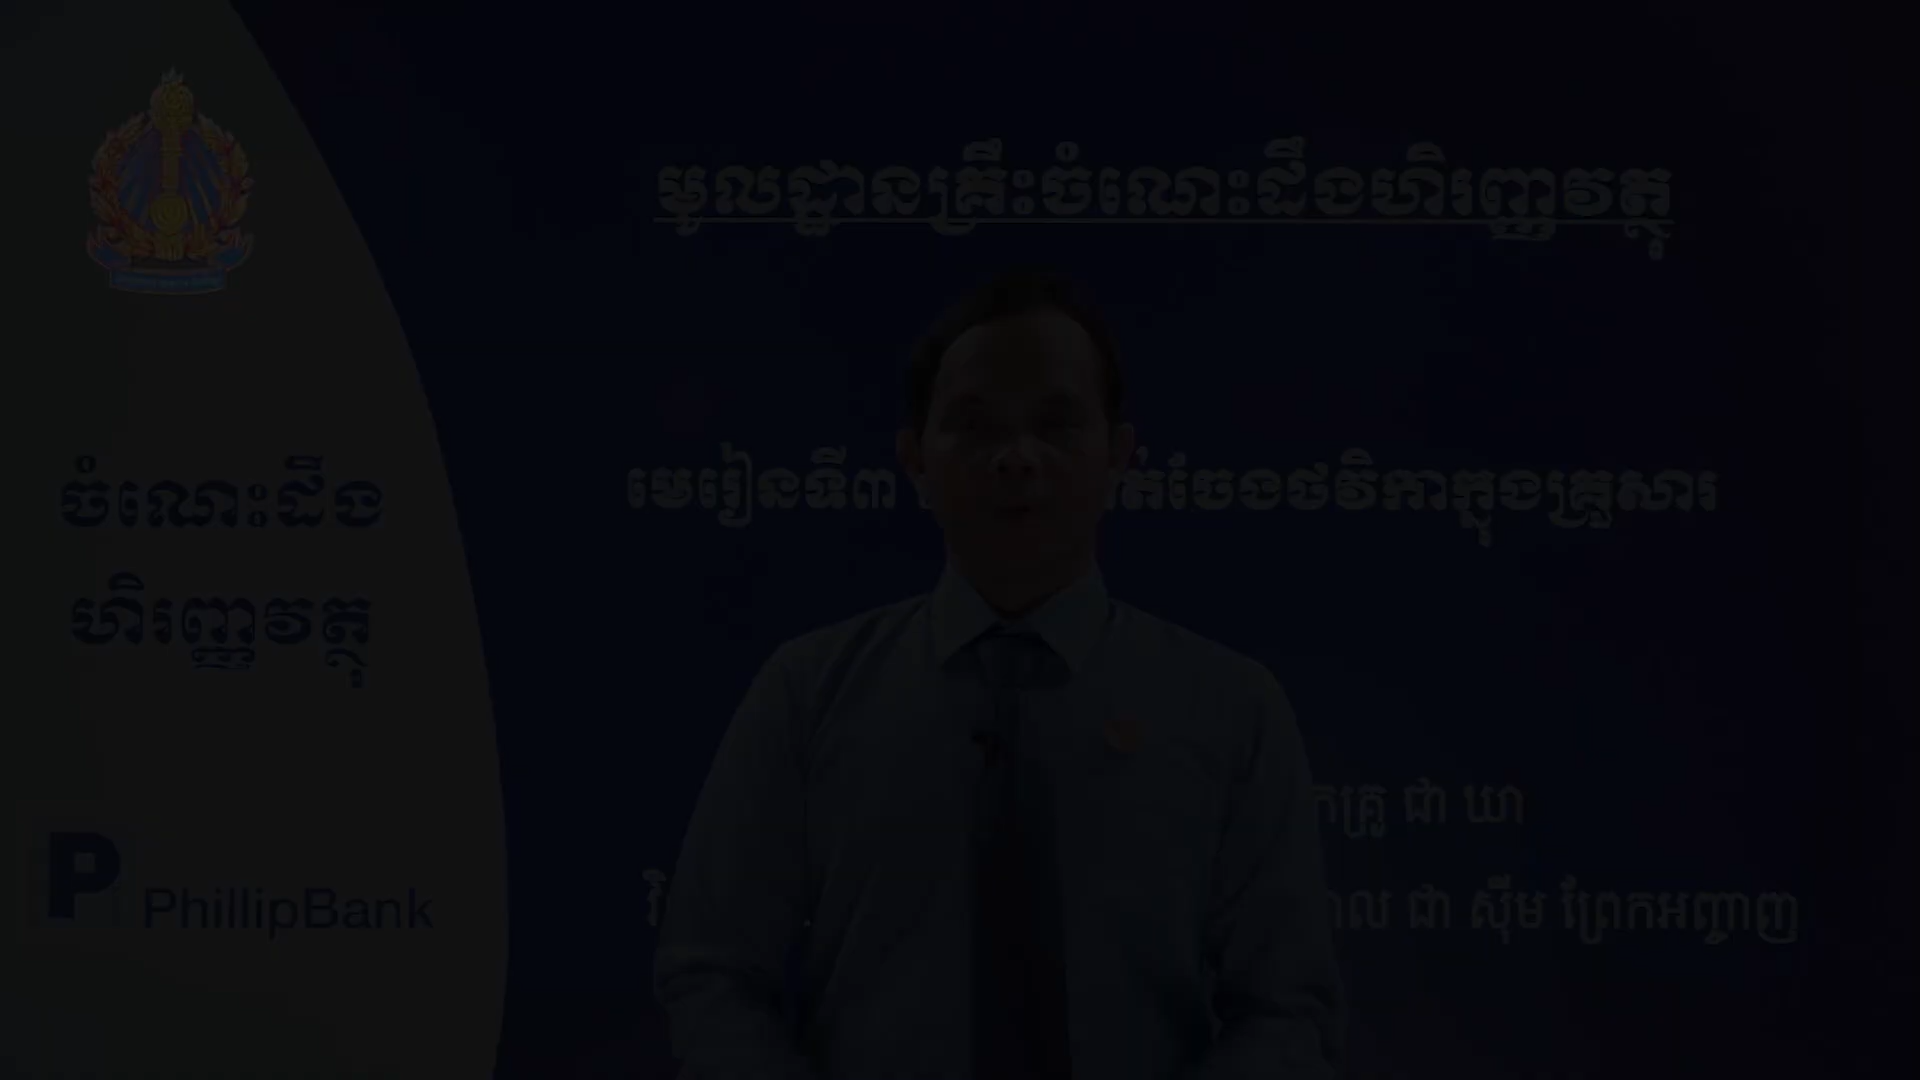 មូលដ្ឋានគ្រឹះចំណេះដឹងហិរញ្ញវត្ថុ
ចំណេះដឹង
ហិរញ្ញវត្ថុ
មេរៀនទី៣ ចែងថវិកាក្នុងគ្រួសារ
ជា ឃា
ជា ស៊ីម ព្រែកអញ្ចាញ
PhillipBank